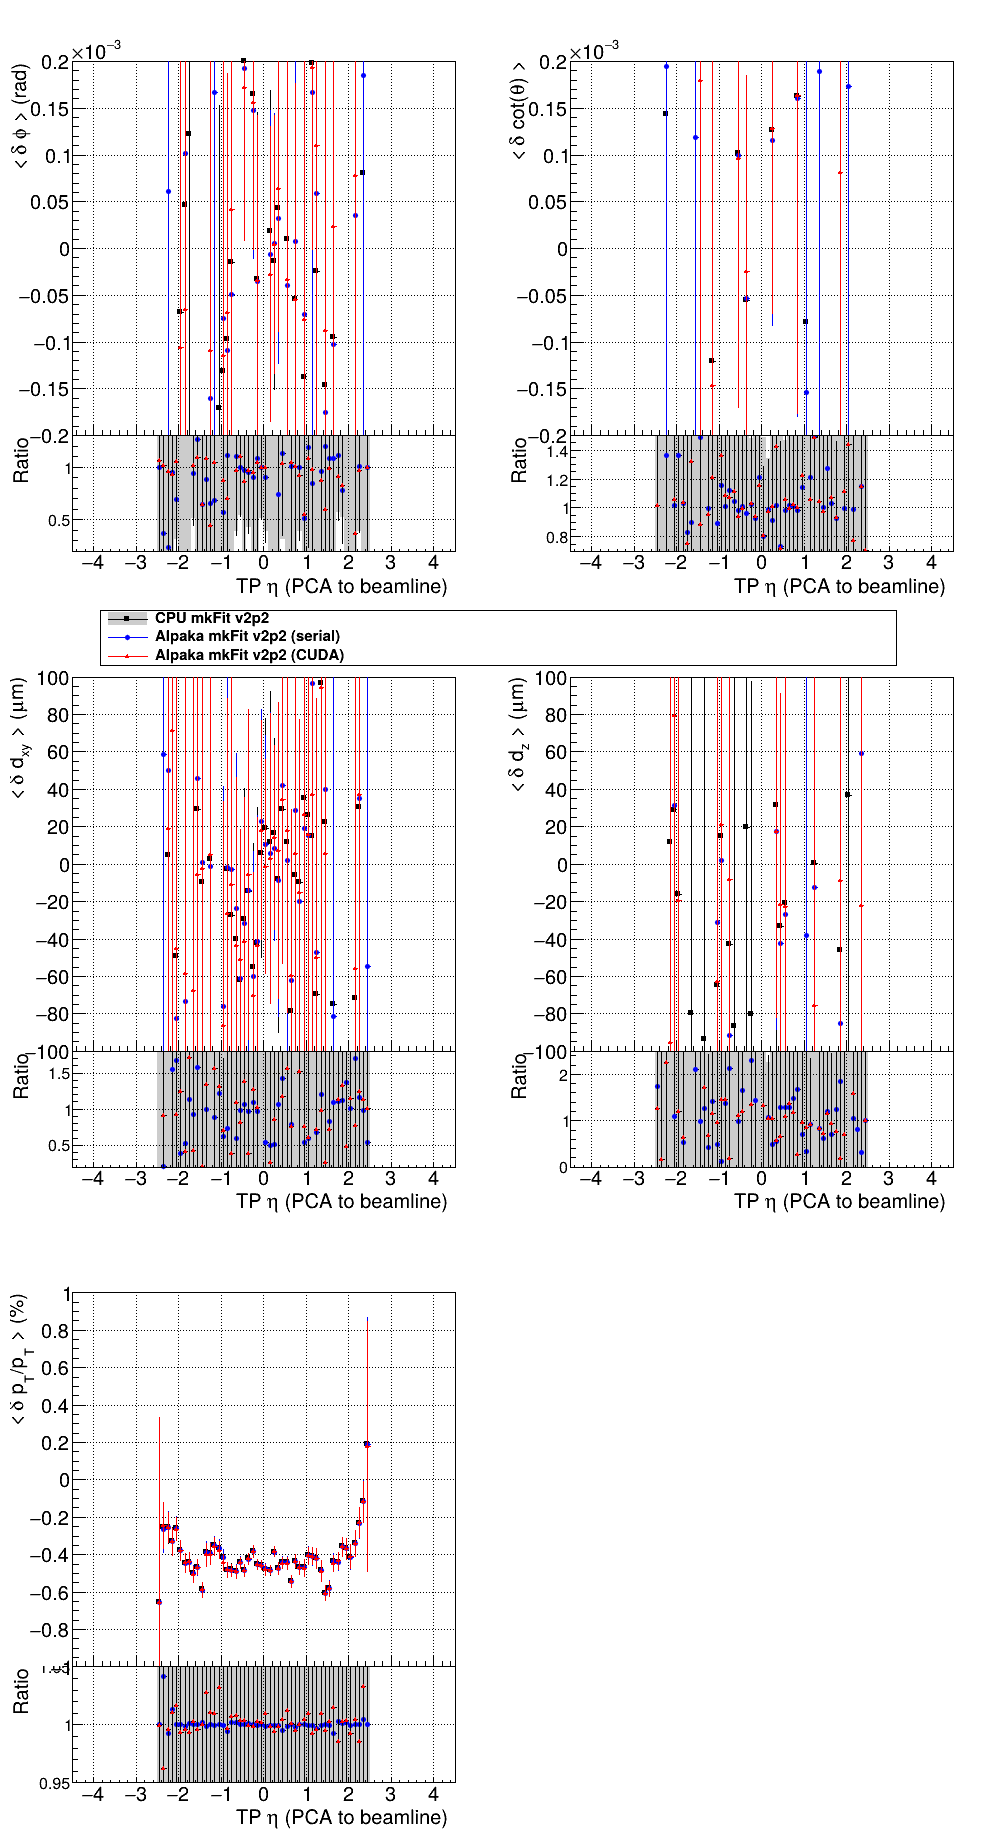 ×10⁻³
< δ ϕ > (rad)
0.2
0.15
0.1
0.05
0
−0.05
−0.1
−0.15
−0.2
Ratio
1
0.5
−4 −3 −2 −1 0 1 2 3 4
TP η (PCA to beamline)
×10⁻³
< δ cot(θ) >
0.2
0.15
0.1
0.05
0
−0.05
−0.1
−0.15
−0.2
Ratio
1.4
1.2
1
0.8
−4 −3 −2 −1 0 1 2 3 4
TP η (PCA to beamline)
CPU mkFit v2p2
Alpaka mkFit v2p2 (serial)
Alpaka mkFit v2p2 (CUDA)
< δ d_xy > (μm)
100
80
60
40
20
0
−20
−40
−60
−80
−100
Ratio
1.5
1
0.5
−4 −3 −2 −1 0 1 2 3 4
TP η (PCA to beamline)
< δ d_z > (μm)
100
80
60
40
20
0
−20
−40
−60
−80
−100
Ratio
2
1
0
−4 −3 −2 −1 0 1 2 3 4
TP η (PCA to beamline)
< δ p_T/p_T > (%)
1
0.8
0.6
0.4
0.2
0
−0.2
−0.4
−0.6
−0.8
Ratio
1
0.95
−4 −3 −2 −1 0 1 2 3 4
TP η (PCA to beamline)